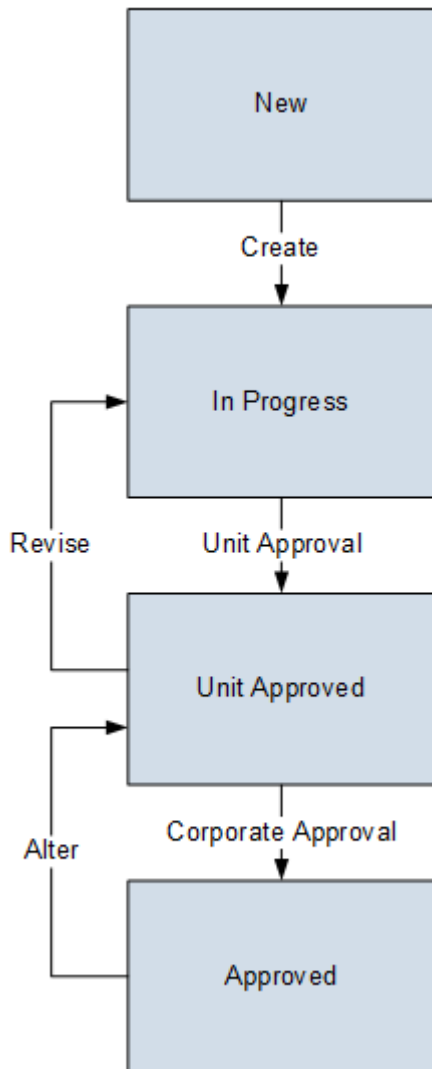 New
Create
In Progress
Revise
Unit Approval
Unit Approved
Corporate Approval
Alter
Approved